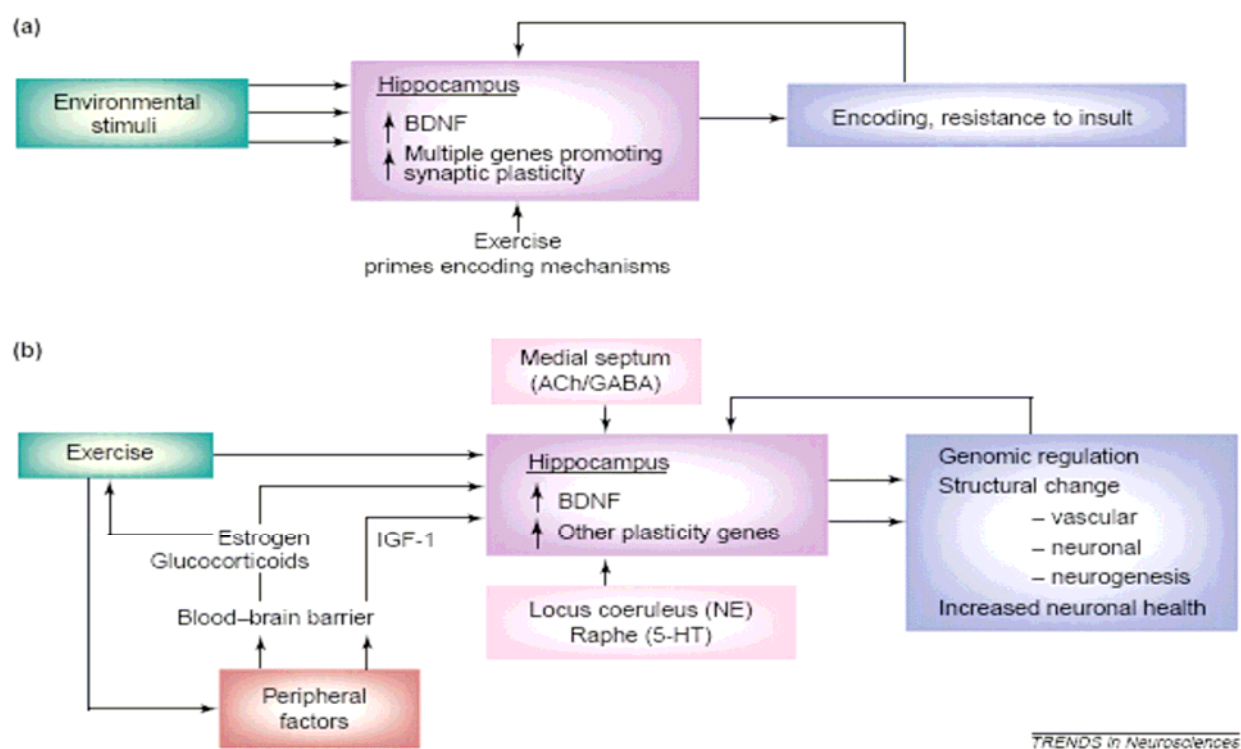 (a)
Environmental
stimuli
Hippocampus
BDNF
Multiple genes promoting
synaptic plasticity
Encoding, resistance to insult
Exercise
primes encoding mechanisms
(b)
Medial septum
(ACh/GABA)
Exercise
Hippocampus
BDNF
Other plasticity genes
Genomic regulation
Structural change
– vascular
– neuronal
– neurogenesis
Increased neuronal health
Estrogen
Glucocorticoids
IGF-1
Blood–brain barrier
Locus coeruleus (NE)
Raphe (5-HT)
Peripheral
factors
TRENDS in Neurosciences